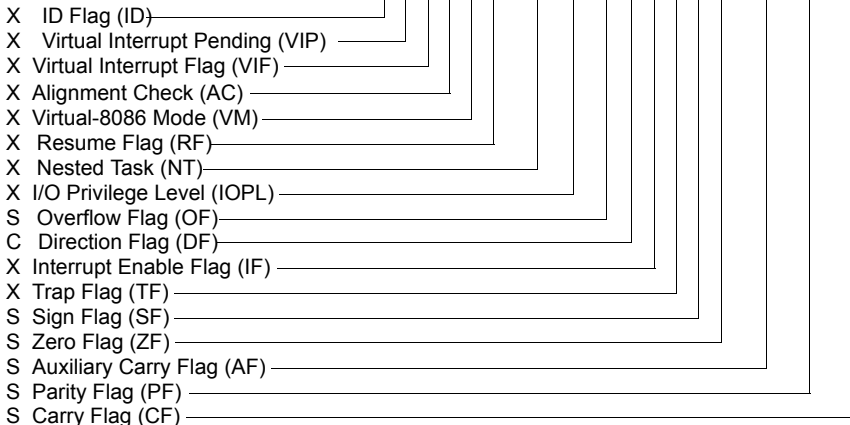 X ID Flag (ID)
X Virtual Interrupt Pending (VIP)
X Virtual Interrupt Flag (VIF)
X Alignment Check (AC)
X Virtual-8086 Mode (VM)
X Resume Flag (RF)
X Nested Task (NT)
X I/O Privilege Level (IOPL)
S Overflow Flag (OF)
C Direction Flag (DF)
X Interrupt Enable Flag (IF)
X Trap Flag (TF)
S Sign Flag (SF)
S Zero Flag (ZF)
S Auxiliary Carry Flag (AF)
S Parity Flag (PF)
S Carry Flag (CF)